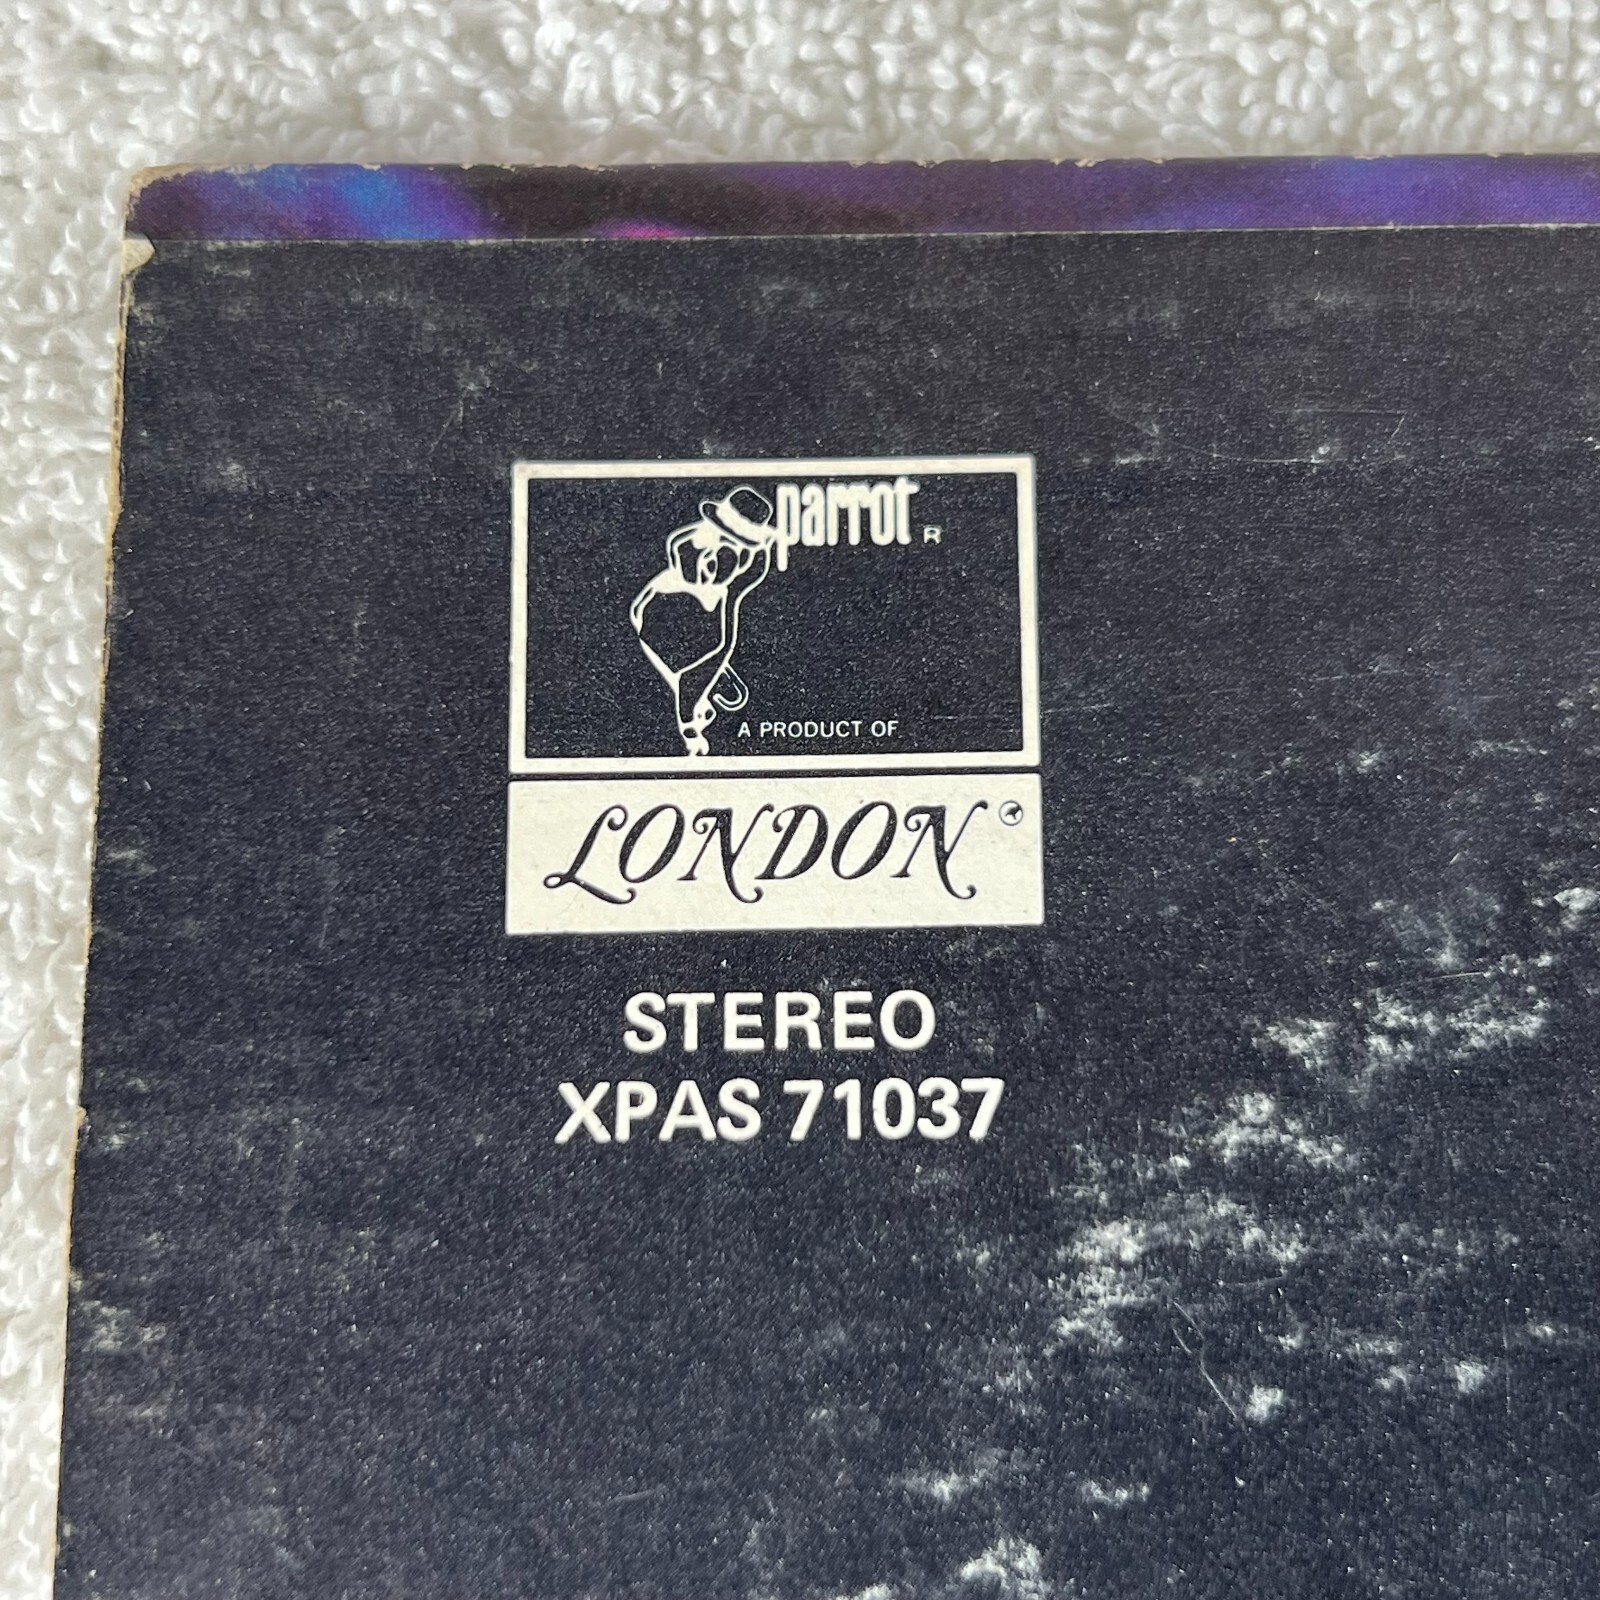 parrot R
A PRODUCT OF
LONDON
STEREO
XPAS 71037